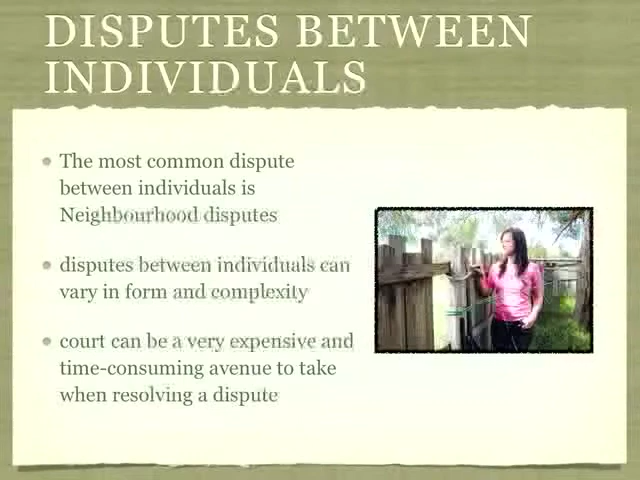 DISPUTES BETWEEN
INDIVIDUALS
The most common dispute
between individuals is
Neighbourhood disputes
disputes between individuals can
vary in form and complexity
court can be a very expensive and
time-consuming avenue to take
when resolving a dispute